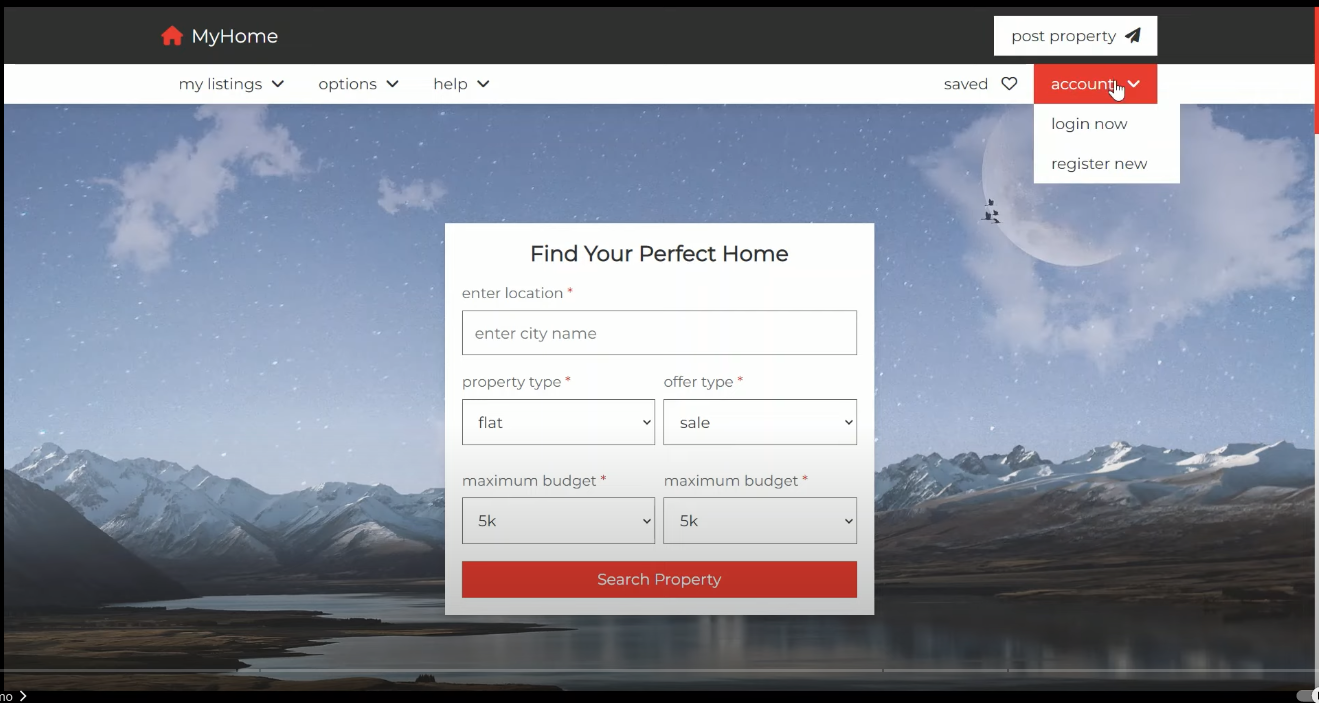 MyHome
post property
my listings options help saved account
login now
register new
Find Your Perfect Home
enter location *
enter city name
property type * offer type *
flat sale
maximum budget * maximum budget *
5k 5k
Search Property